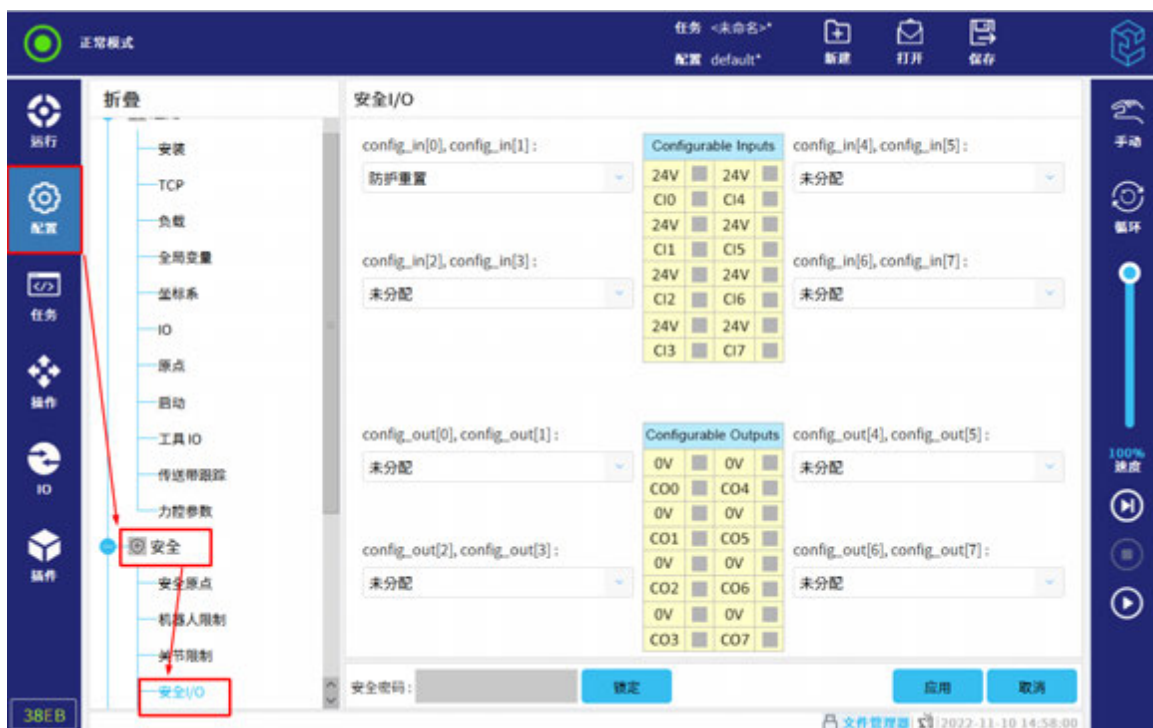 正常模式
任务 <未命名>*
配置 default*
新建
打开
保存
运行
配置
任务
操作
IO
插件
38EB
折叠
安装
TCP
负载
全局变量
坐标系
IO
原点
启动
工具 IO
传送带跟踪
力控参数
安全
安全原点
机器人限制
关节限制
安全I/O
安全I/O
config_in[0], config_in[1] :
防护重置
config_in[2], config_in[3] :
未分配
Configurable Inputs
24V 24V
CI0 CI4
24V 24V
CI1 CI5
24V 24V
CI2 CI6
24V 24V
CI3 CI7
config_in[4], config_in[5] :
未分配
config_in[6], config_in[7] :
未分配
config_out[0], config_out[1] :
未分配
config_out[2], config_out[3] :
未分配
Configurable Outputs
0V 0V
CO0 CO4
0V 0V
CO1 CO5
0V 0V
CO2 CO6
0V 0V
CO3 CO7
config_out[4], config_out[5] :
未分配
config_out[6], config_out[7] :
未分配
安全密码 :
锁定
应用
取消
文件管理器
2022-11-10 14:58:00
手动
循环
100%
速度